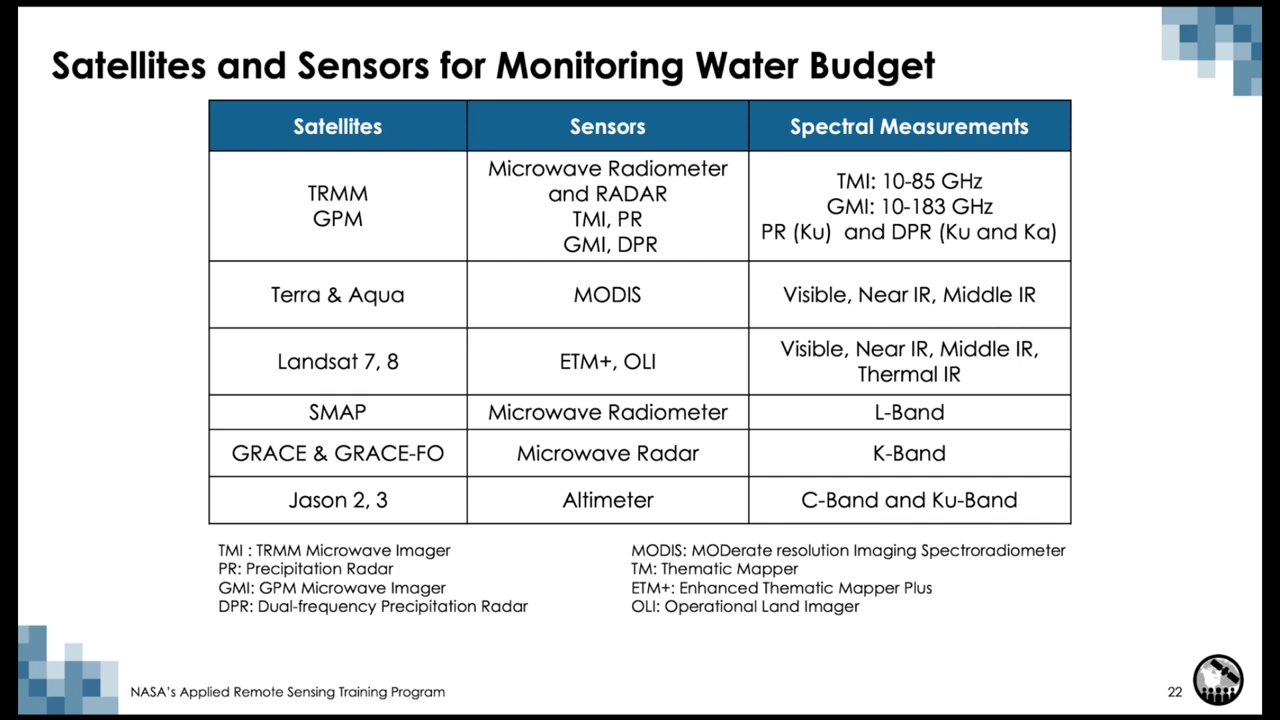 Satellites and Sensors for Monitoring Water Budget
Satellites
Sensors
Spectral Measurements
TRMM
GPM
Microwave Radiometer
and RADAR
TMI, PR
GMI, DPR
TMI: 10-85 GHz
GMI: 10-183 GHz
PR (Ku) and DPR (Ku and Ka)
Terra & Aqua
MODIS
Visible, Near IR, Middle IR
Landsat 7, 8
ETM+, OLI
Visible, Near IR, Middle IR,
Thermal IR
SMAP
Microwave Radiometer
L-Band
GRACE & GRACE-FO
Microwave Radar
K-Band
Jason 2, 3
Altimeter
C-Band and Ku-Band
TMI : TRMM Microwave Imager
PR: Precipitation Radar
GMI: GPM Microwave Imager
DPR: Dual-frequency Precipitation Radar
MODIS: MODerate resolution Imaging Spectroradiometer
TM: Thematic Mapper
ETM+: Enhanced Thematic Mapper Plus
OLI: Operational Land Imager
NASA's Applied Remote Sensing Training Program
22